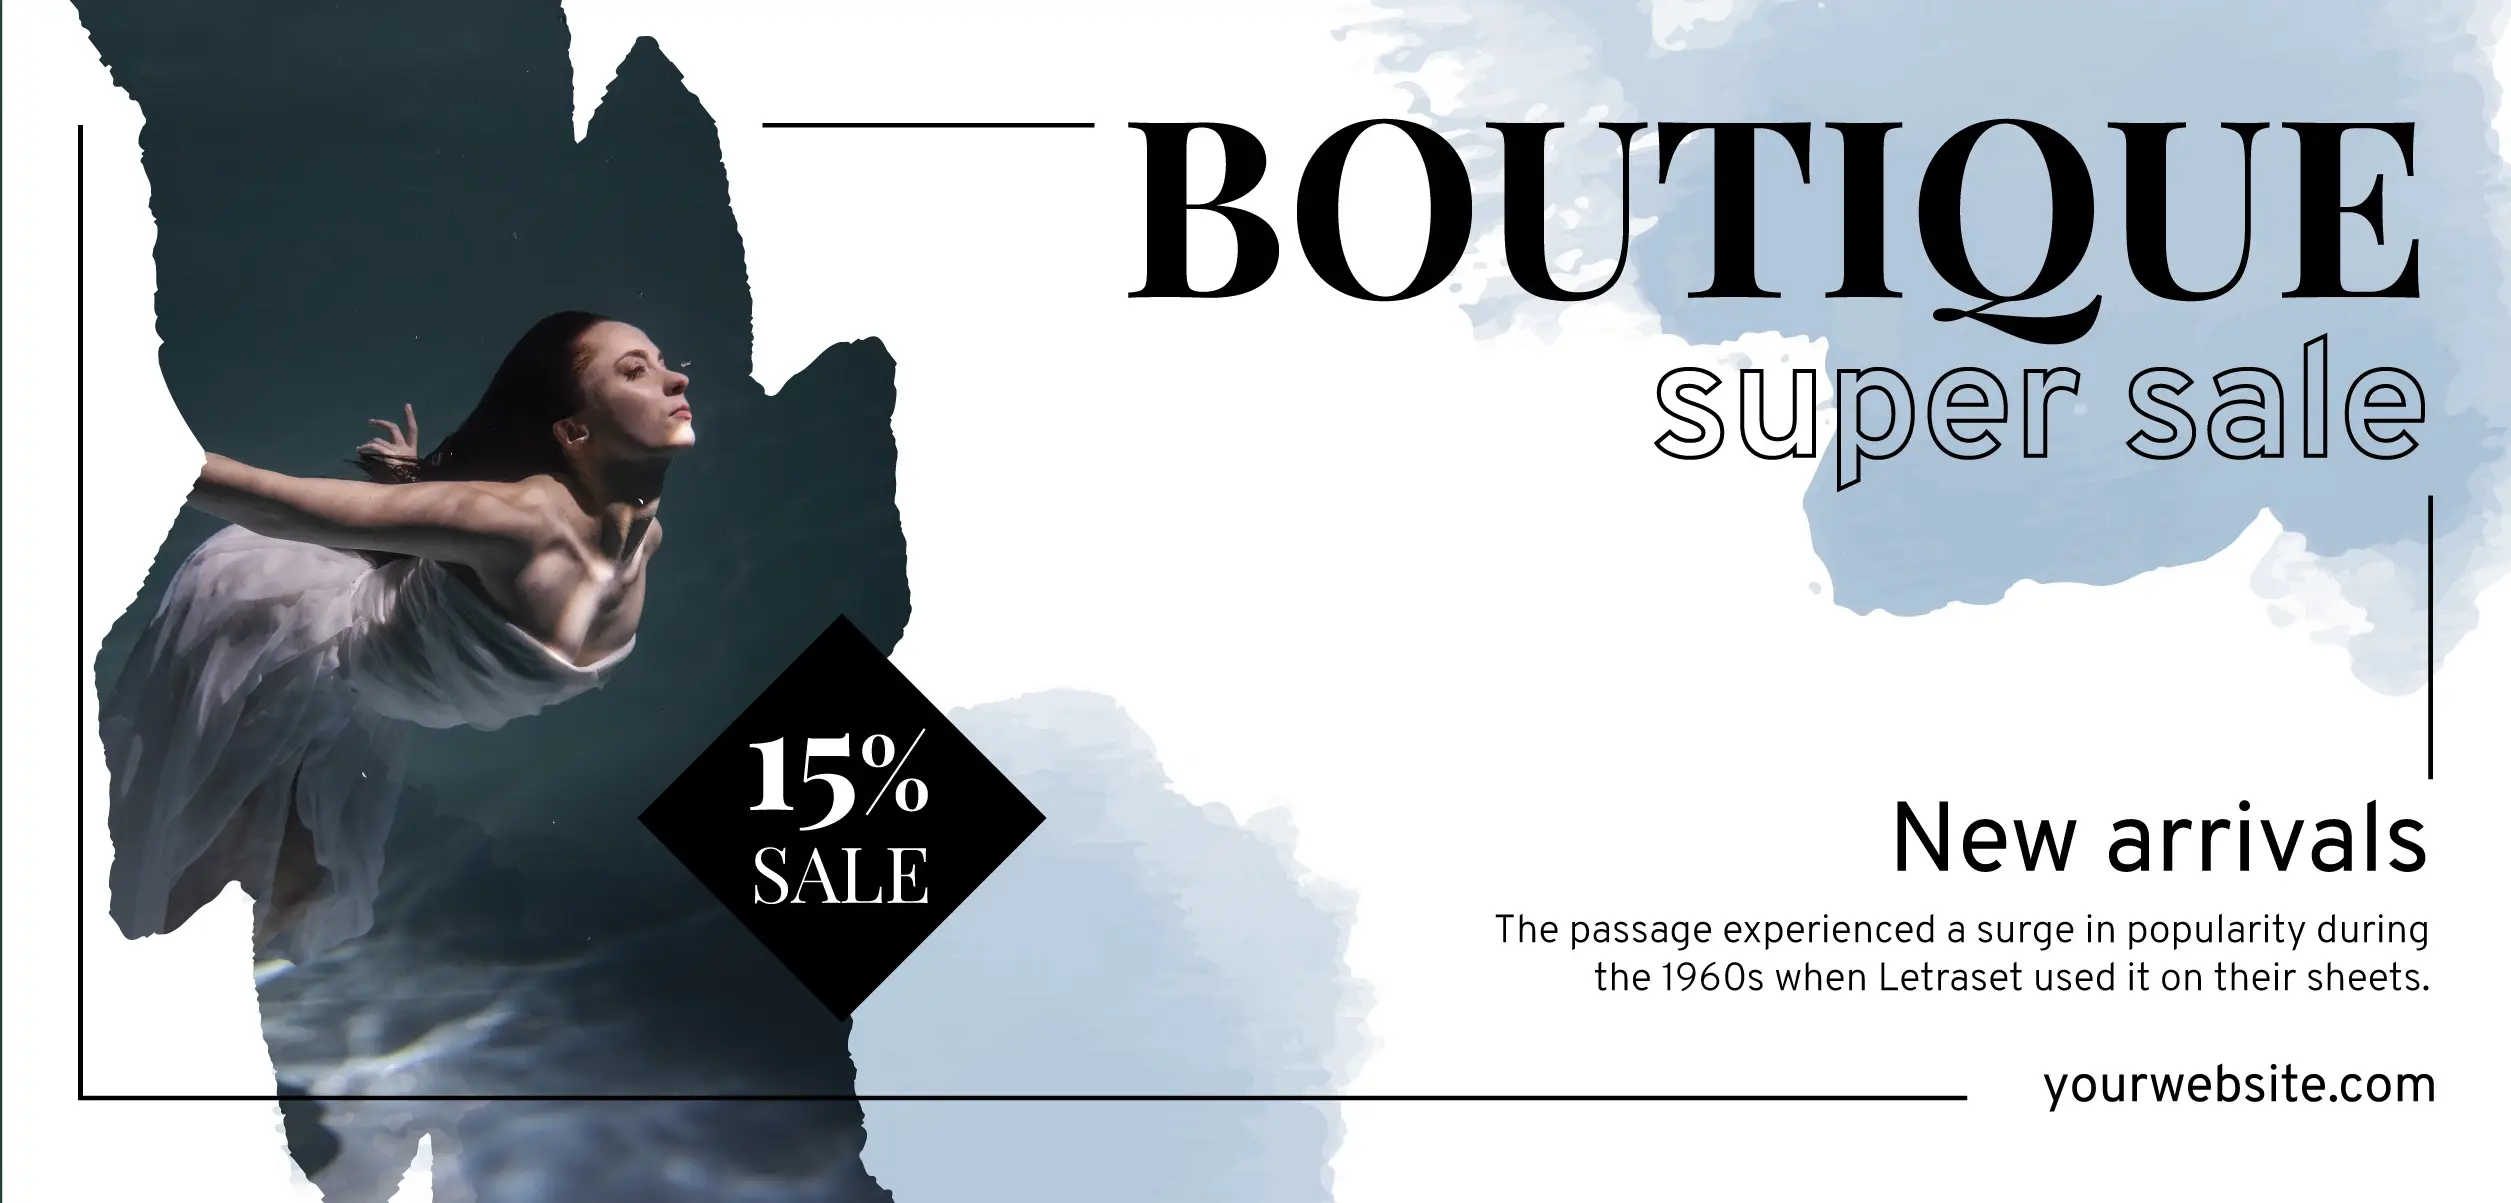 BOUTIQUE
super sale
15%
SALE
New arrivals
The passage experienced a surge in popularity during
the 1960s when Letraset used it on their sheets.
yourwebsite.com